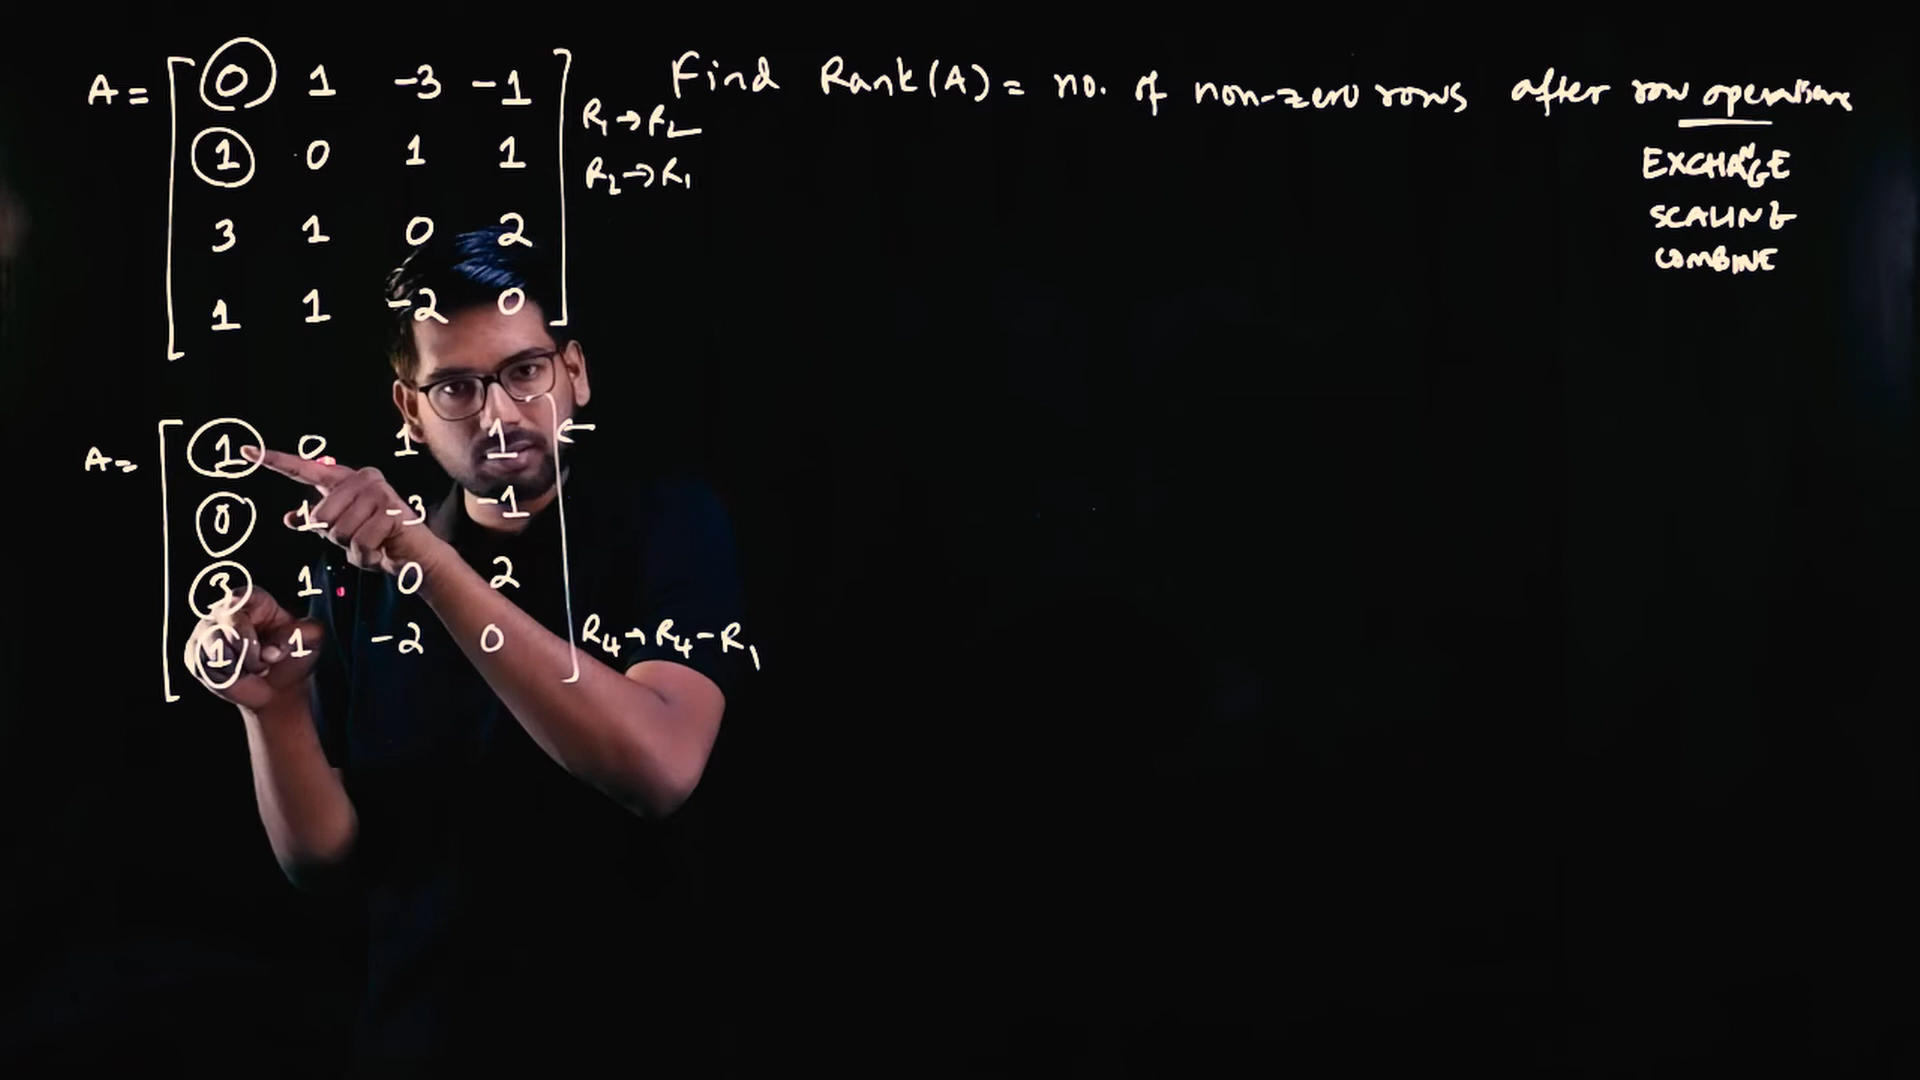 A = [ 0 1 -3 -1 ] Find Rank(A) = no. of non-zero rows after row operations
R₁→R₂
1 0 1 1
R₂→R₁
EXCHANGE
SCALING
COMBINE
3 1 0 2
1 1 -2 0
A = [ 1 0 1 1 ] ←
0 1 -3 -1
3 1 0 2
1 1 -2 0 R₄→R₄-R₁